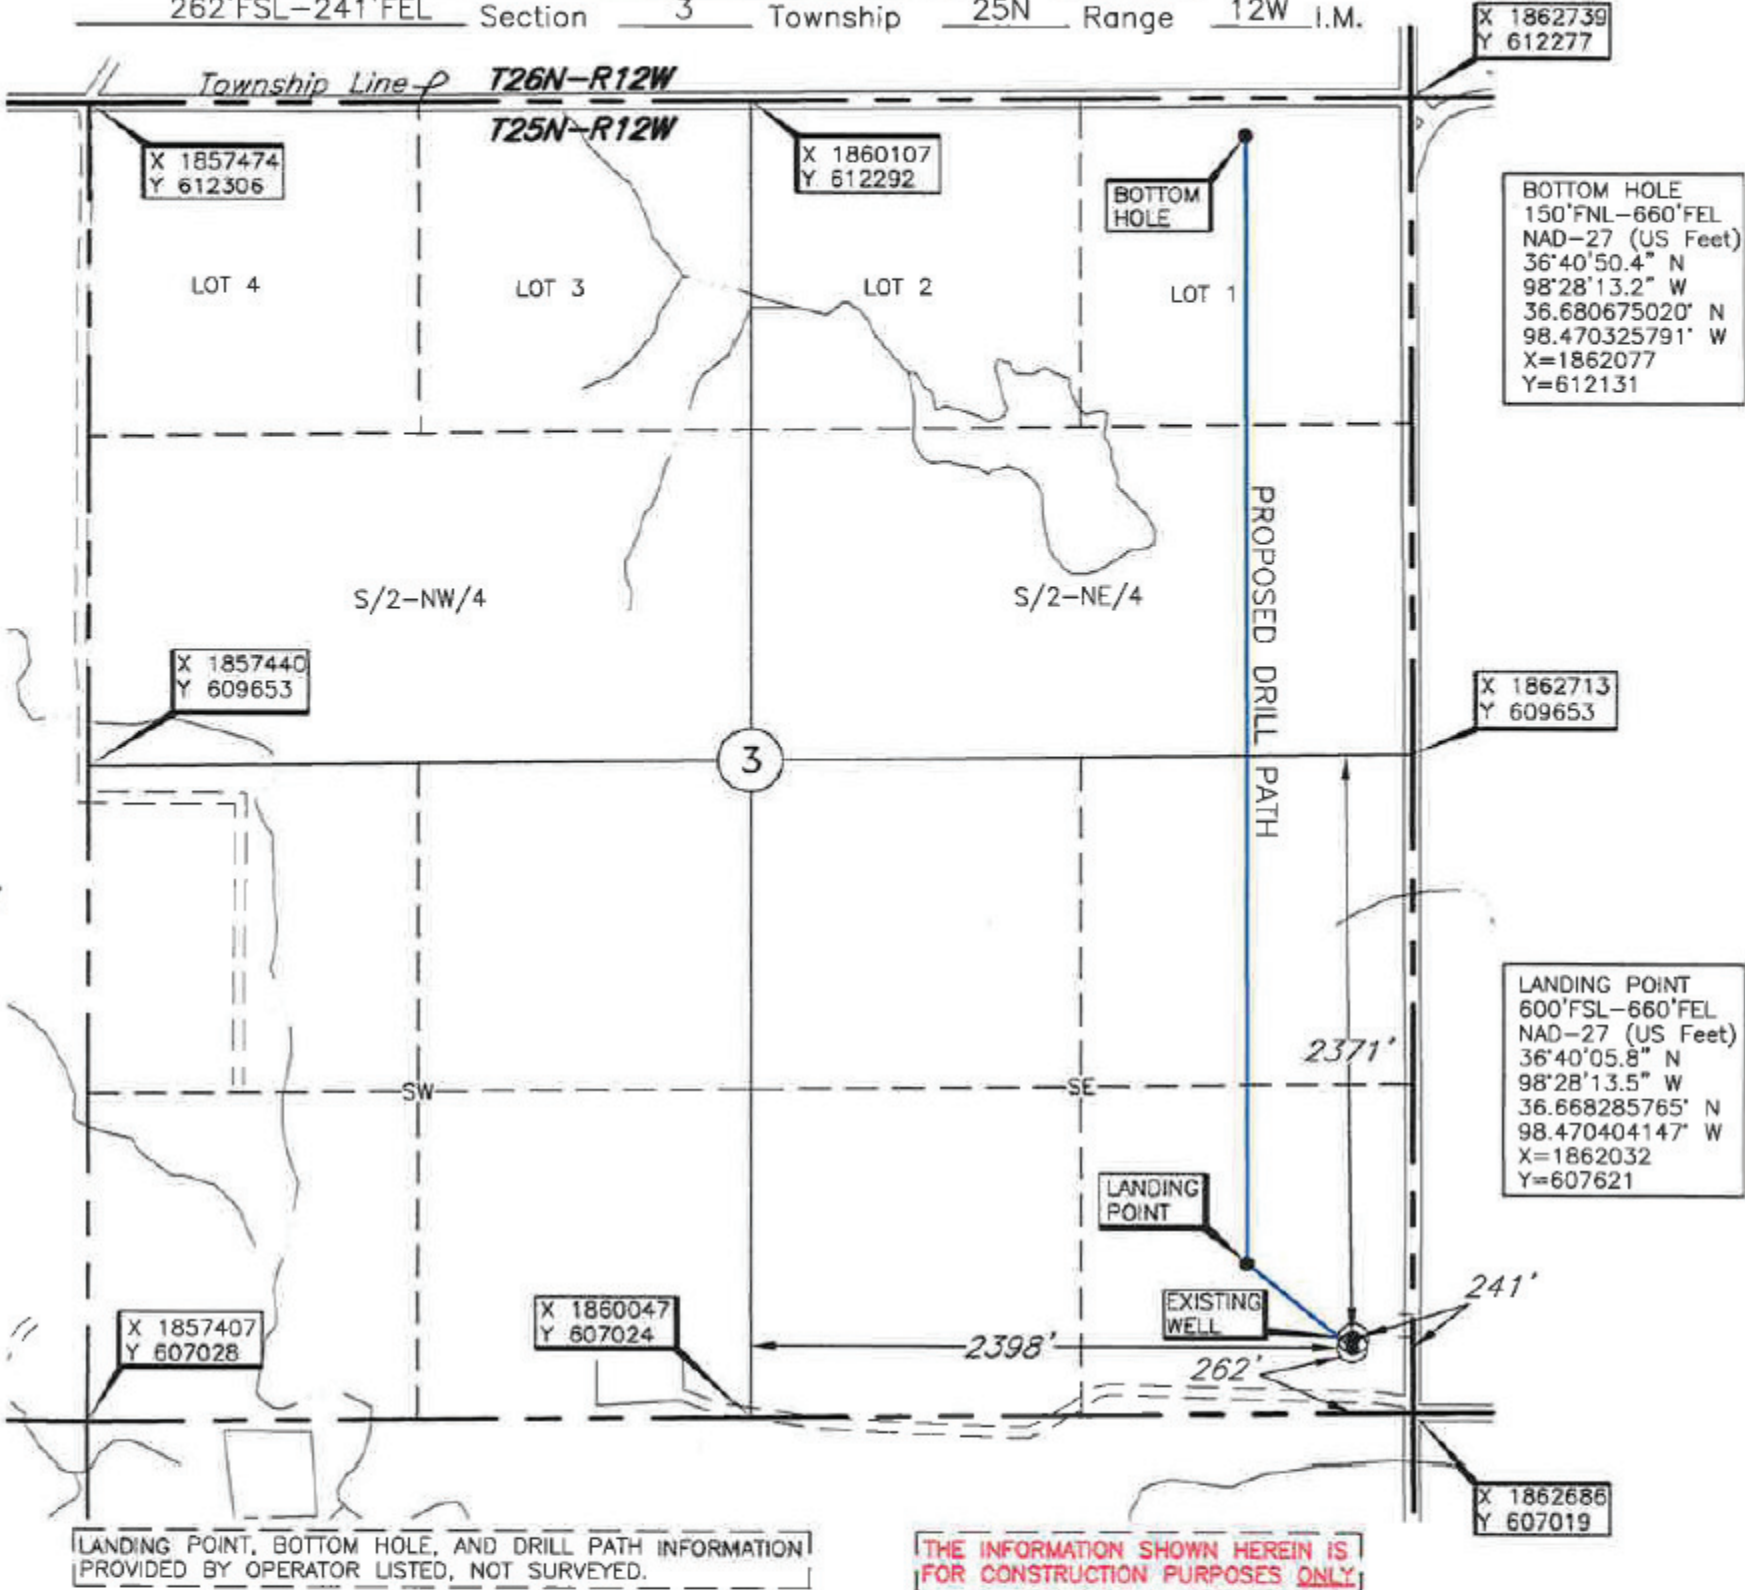 262'FSL-241'FEL Section 3 Township 25N Range 12W I.M.
X 1862739
Y 612277
Township Line
T26N-R12W
T25N-R12W
X 1857474
Y 612306
X 1860107
Y 612292
BOTTOM
HOLE
BOTTOM HOLE
150'FNL-660'FEL
NAD-27 (US Feet)
36°40'50.4" N
98°28'13.2" W
36.680675020° N
98.470325791° W
X=1862077
Y=612131
LOT 4
LOT 3
LOT 2
LOT 1
PROPOSED DRILL PATH
S/2-NW/4
S/2-NE/4
X 1857440
Y 609653
X 1862713
Y 609653
3
LANDING POINT
600'FSL-660'FEL
NAD-27 (US Feet)
36°40'05.8" N
98°28'13.5" W
36.668285765° N
98.470404147° W
X=1862032
Y=607621
2371'
SW
SE
LANDING
POINT
241'
EXISTING
WELL
X 1860047
Y 607024
X 1857407
Y 607028
2398'
262'
X 1862686
Y 607019
LANDING POINT, BOTTOM HOLE, AND DRILL PATH INFORMATION
PROVIDED BY OPERATOR LISTED, NOT SURVEYED.
THE INFORMATION SHOWN HEREIN IS
FOR CONSTRUCTION PURPOSES ONLY